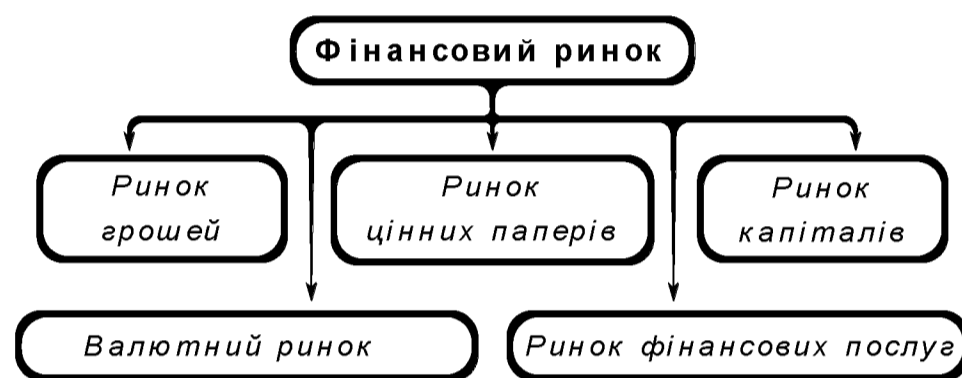 Фінансовий ринок
Ринок
грошей
Ринок
цінних паперів
Ринок
капіталів
Валютний ринок
Ринок фінансових послуг